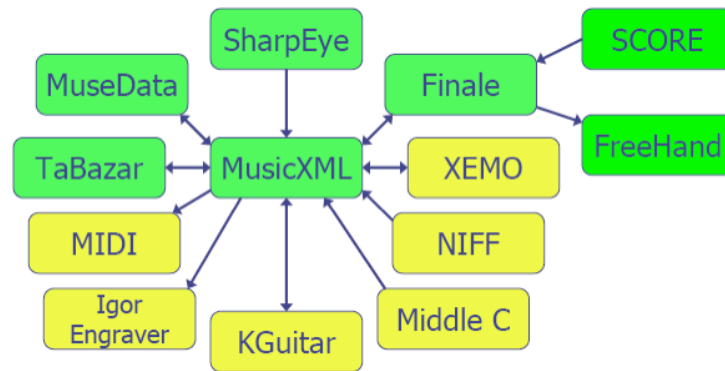 SharpEye
SCORE
MuseData
Finale
FreeHand
TaBazar
MusicXML
XEMO
MIDI
NIFF
Igor
Engraver
KGuitar
Middle C